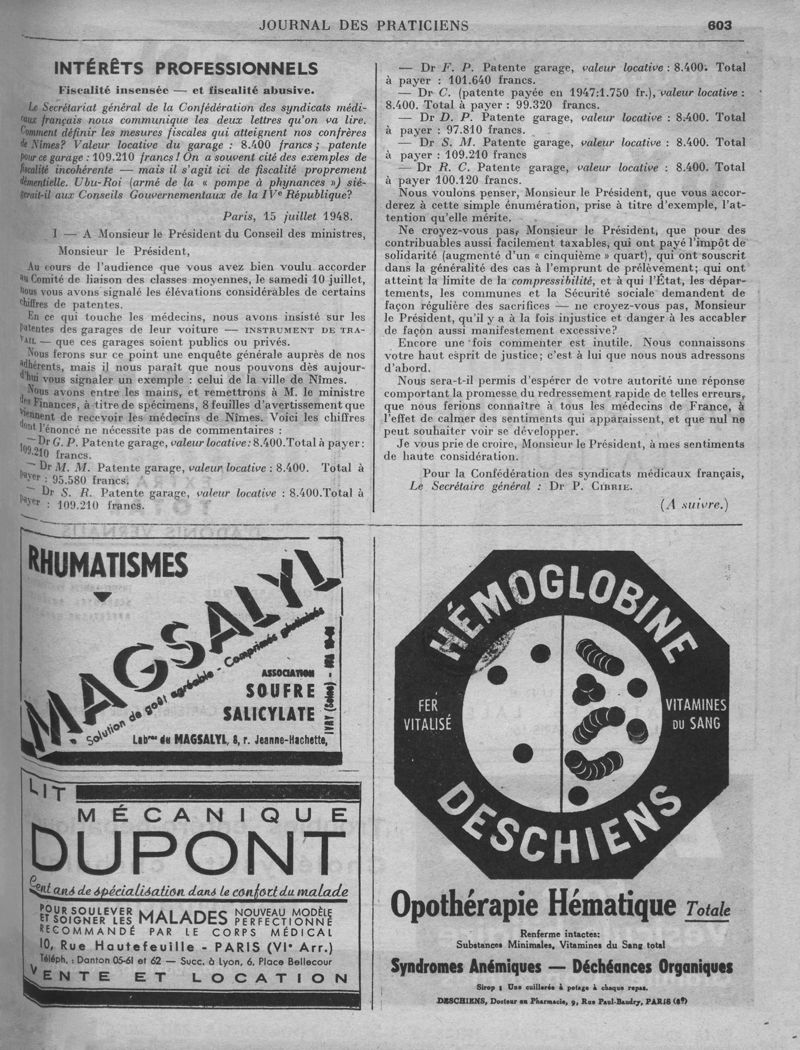 JOURNAL DES PRATICIENS
603
INTÉRÊTS PROFESSIONNELS
Fiscalité insensée — et fiscalité abusive.
Le Secrétariat général de la Confédération des syndicats médi-
caux français nous communique les deux lettres qu'on va lire.
Comment définir les mesures fiscales qui atteignent nos confrères
de Nîmes? Valeur locative du garage : 8.400 francs; patente
pour ce garage : 109.210 francs! On a souvent cité des exemples de
fiscalité incohérente — mais il s'agit ici de fiscalité proprement
démentielle. Ubu-Roi (armé de la « pompe à phynances ») sié-
gerait-il aux Conseils Gouvernementaux de la IVe République?
Paris, 15 juillet 1948.
I — A Monsieur le Président du Conseil des ministres,
Monsieur le Président,
Au cours de l'audience que vous avez bien voulu accorder
au Comité de liaison des classes moyennes, le samedi 10 juillet,
nous vous avons signalé les élévations considérables de certains
chiffres de patentes.
En ce qui touche les médecins, nous avons insisté sur les
patentes des garages de leur voiture — INSTRUMENT DE TRA-
VAIL — que ces garages soient publics ou privés.
Nous ferons sur ce point une enquête générale auprès de nos
adhérents, mais il nous paraît que nous pouvons dès aujour-
d'hui vous signaler un exemple : celui de la ville de Nîmes.
Nous avons entre les mains, et remettrons à M. le ministre
des Finances, à titre de spécimens, 8 feuilles d'avertissement que
viennent de recevoir les médecins de Nîmes. Voici les chiffres
dont l'énoncé ne nécessite pas de commentaires :
— Dr G. P. Patente garage, valeur locative : 8.400. Total à payer :
109.210 francs.
— Dr M. M. Patente garage, valeur locative : 8.400. Total à
payer : 95.580 francs.
— Dr S. R. Patente garage, valeur locative : 8.400. Total à
payer : 109.210 francs.
— Dr F. P. Patente garage, valeur locative : 8.400. Total
à payer : 101.640 francs.
— Dr C. (patente payée en 1947:1.750 fr.), valeur locative :
8.400. Total à payer : 99.320 francs.
— Dr D. P. Patente garage, valeur locative : 8.400. Total
à payer : 97.810 francs.
— Dr S. M. Patente garage, valeur locative : 8.400. Total
à payer : 109.210 francs
— Dr R. C. Patente garage, valeur locative : 8.400. Total
à payer 100.120 francs.
Nous voulons penser, Monsieur le Président, que vous accor-
derez à cette simple énumération, prise à titre d'exemple, l'at-
tention qu'elle mérite.
Ne croyez-vous pas, Monsieur le Président, que pour des
contribuables aussi facilement taxables, qui ont payé l'impôt de
solidarité (augmenté d'un « cinquième » quart), qui ont souscrit
dans la généralité des cas à l'emprunt de prélèvement; qui ont
atteint la limite de la compressibilité, et à qui l'État, les dépar-
tements, les communes et la Sécurité sociale demandent de
façon régulière des sacrifices — ne croyez-vous pas, Monsieur
le Président, qu'il y a à la fois injustice et danger à les accabler
de façon aussi manifestement excessive?
Encore une fois commenter est inutile. Nous connaissons
votre haut esprit de justice; c'est à lui que nous nous adressons
d'abord.
Nous sera-t-il permis d'espérer de votre autorité une réponse
comportant la promesse du redressement rapide de telles erreurs,
que nous ferions connaître à tous les médecins de France, à
l'effet de calmer des sentiments qui apparaissent, et que nul ne
peut souhaiter voir se développer.
Je vous prie de croire, Monsieur le Président, à mes sentiments
de haute considération.
Pour la Confédération des syndicats médicaux français,
Le Secrétaire général : Dr P. CIBRIE.
(A suivre.)
RHUMATISMES
MAGSALYL
Solution de goût agréable - Comprimés glutinisés
ASSOCIATION
SOUFRE
SALICYLATE
Labres du MAGSALYL, 8, r. Jeanne-Hachette,
IVRY (Seine) -
LIT
MÉCANIQUE
DUPONT
Cent ans de spécialisation dans le confort du malade
POUR SOULEVER
ET SOIGNER LES
MALADES
NOUVEAU MODÈLE
PERFECTIONNÉ
RECOMMANDÉ PAR LE CORPS MÉDICAL
10, Rue Hautefeuille - PARIS (VIe Arr.)
Téléph. : Danton 05-61 et 62 — Succ. à Lyon, 6, Place Bellecour
VENTE ET LOCATION
HÉMOGLOBINE
FER
VITALISÉ
VITAMINES
DU SANG
DESCHIENS
Opothérapie Hématique Totale
Renferme intactes:
Substances Minimales, Vitamines du Sang total
Syndromes Anémiques — Déchéances Organiques
Sirop : Une cuillerée à potage à chaque repas.
DESCHIENS, Docteur en Pharmacie, 9, Rue Paul-Baudry, PARIS (8e)